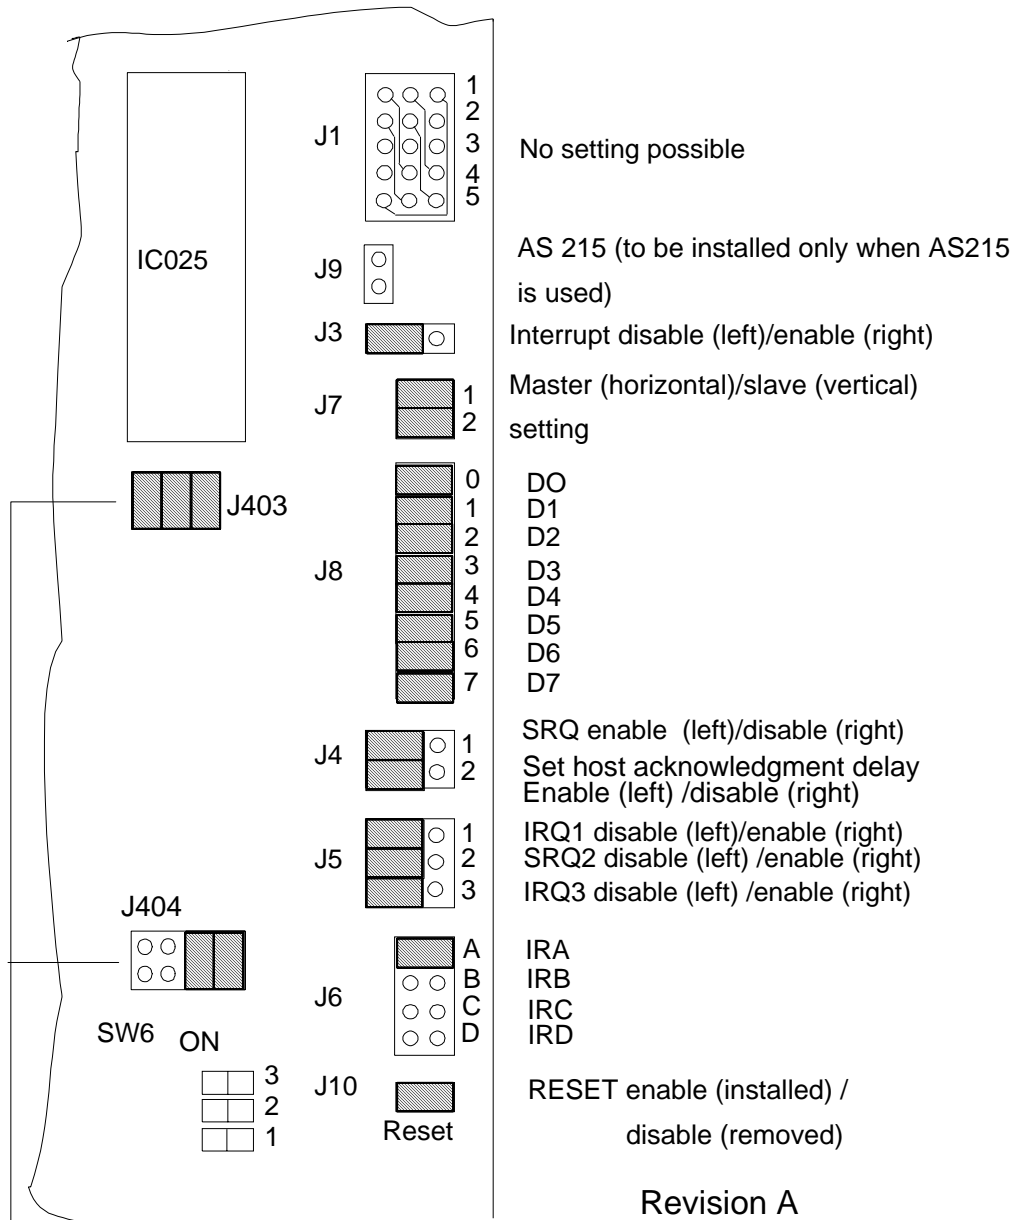 1
2
J1
3
No setting possible
4
5
IC025
J9
AS 215 (to be installed only when AS215
is used)
J3
Interrupt disable (left)/enable (right)
J7
1
2
Master (horizontal)/slave (vertical)
setting
J403
J8
0 DO
1 D1
2 D2
3 D3
4 D4
5 D5
6 D6
7 D7
J4
1 SRQ enable (left)/disable (right)
2 Set host acknowledgment delay
Enable (left) /disable (right)
J5
1 IRQ1 disable (left)/enable (right)
2 SRQ2 disable (left) /enable (right)
3 IRQ3 disable (left) /enable (right)
J404
J6
A IRA
B IRB
C IRC
D IRD
SW6 ON
3
2
1
J10
Reset
RESET enable (installed) /
disable (removed)
Revision A